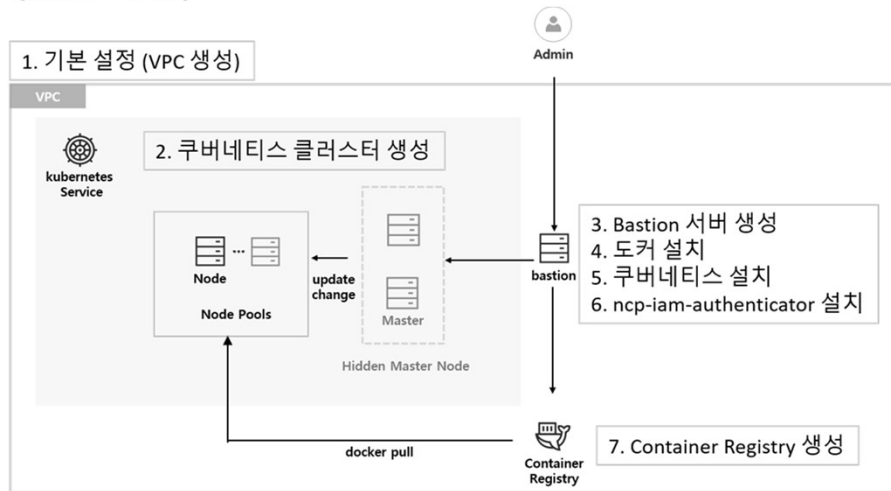 Admin
1. 기본 설정 (VPC 생성)
VPC
kubernetes
Service
2. 쿠버네티스 클러스터 생성
Node
...
Node Pools
update
change
Master
Hidden Master Node
bastion
3. Bastion 서버 생성
4. 도커 설치
5. 쿠버네티스 설치
6. ncp-iam-authenticator 설치
docker pull
Container
Registry
7. Container Registry 생성